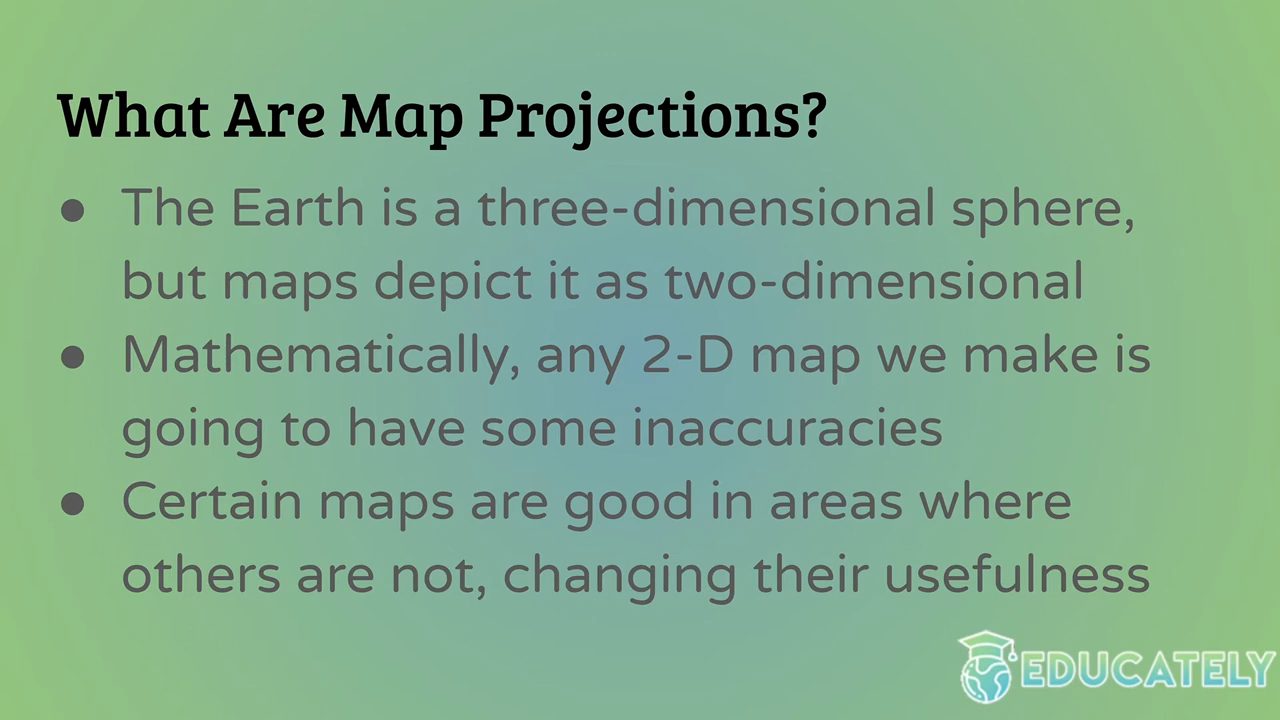 What Are Map Projections?
● The Earth is a three-dimensional sphere,
but maps depict it as two-dimensional
● Mathematically, any 2-D map we make is
going to have some inaccuracies
● Certain maps are good in areas where
others are not, changing their usefulness
EDUCATELY